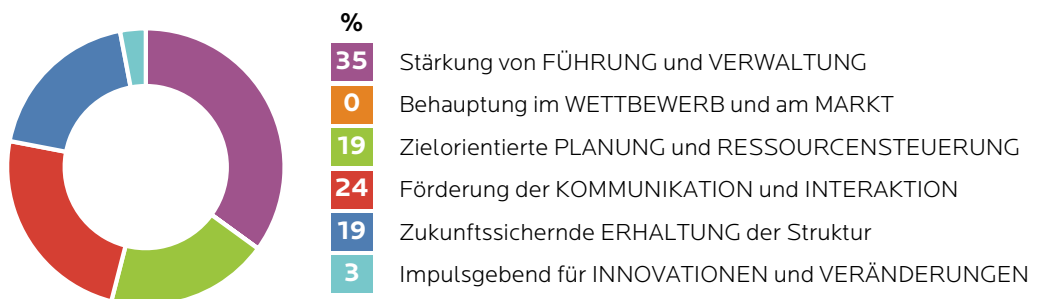 %
35 Stärkung von FÜHRUNG und VERWALTUNG
0 Behauptung im WETTBEWERB und am MARKT
19 Zielorientierte PLANUNG und RESSOURCENSTEUERUNG
24 Förderung der KOMMUNIKATION und INTERAKTION
19 Zukunftssichernde ERHALTUNG der Struktur
3 Impulsgebend für INNOVATIONEN und VERÄNDERUNGEN